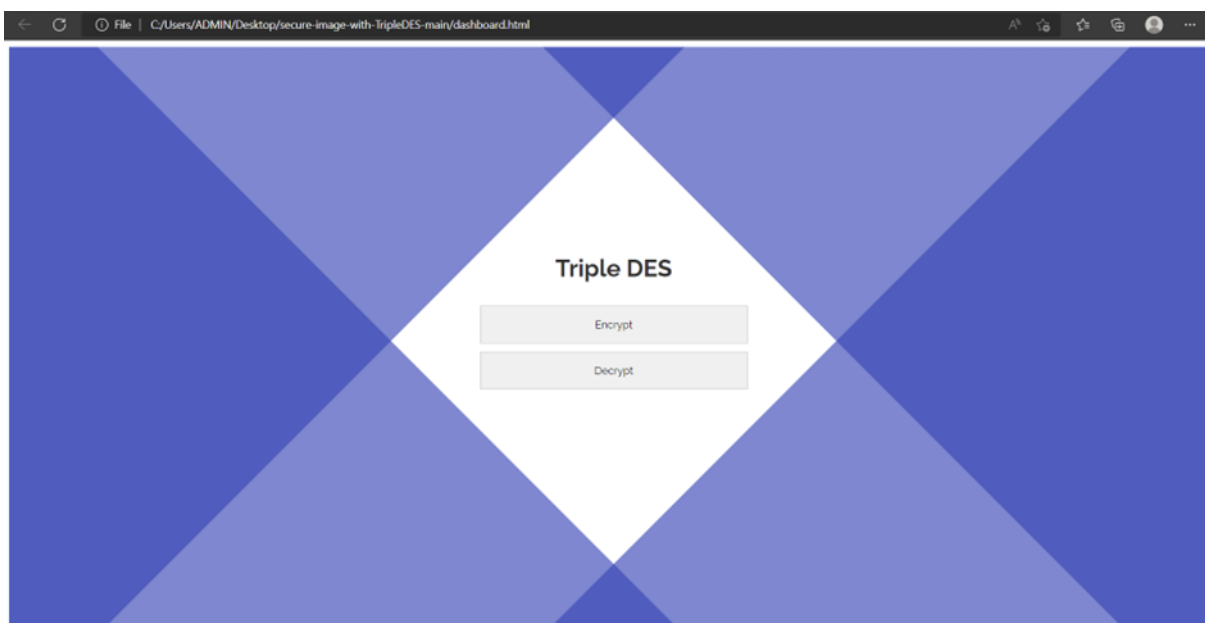 File | C:/Users/ADMIN/Desktop/secure-image-with-TripleDES-main/dashboard.html
Triple DES
Encrypt
Decrypt